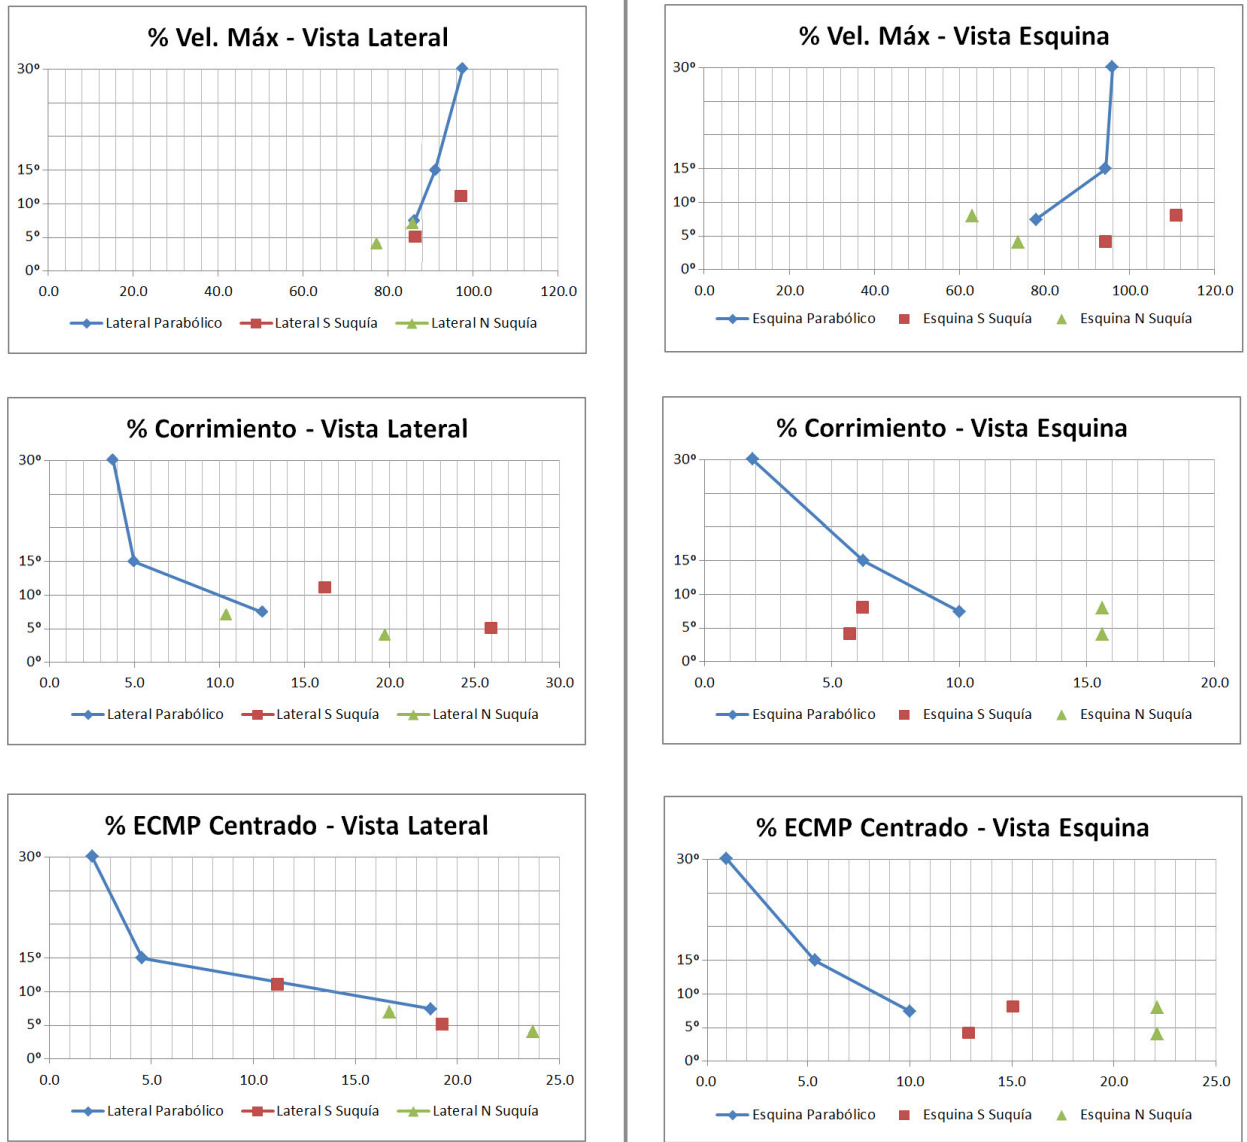 % Vel. Máx - Vista Lateral
30º
15º
10º
5º
0º
0.0 20.0 40.0 60.0 80.0 100.0 120.0
Lateral Parabólico Lateral S Suquía Lateral N Suquía
% Vel. Máx - Vista Esquina
30º
15º
10º
5º
0º
0.0 20.0 40.0 60.0 80.0 100.0 120.0
Esquina Parabólico Esquina S Suquía Esquina N Suquía
% Corrimiento - Vista Lateral
30º
15º
10º
5º
0º
0.0 5.0 10.0 15.0 20.0 25.0 30.0
Lateral Parabólico Lateral S Suquía Lateral N Suquía
% Corrimiento - Vista Esquina
30º
15º
10º
5º
0º
0.0 5.0 10.0 15.0 20.0
Esquina Parabólico Esquina S Suquía Esquina N Suquía
% ECMP Centrado - Vista Lateral
30º
15º
10º
5º
0º
0.0 5.0 10.0 15.0 20.0 25.0
Lateral Parabólico Lateral S Suquía Lateral N Suquía
% ECMP Centrado - Vista Esquina
30º
15º
10º
5º
0º
0.0 5.0 10.0 15.0 20.0 25.0
Esquina Parabólico Esquina S Suquía Esquina N Suquía